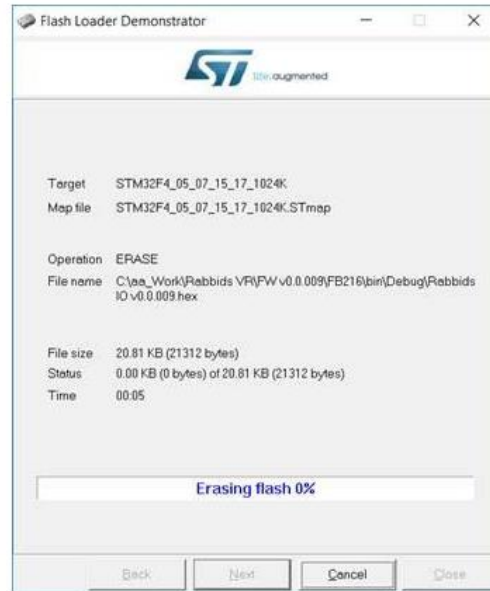 Flash Loader Demonstrator
ST life.augmented
Target STM32F4_05_07_15_17_1024K
Map file STM32F4_05_07_15_17_1024K.STmap
Operation ERASE
File name C:\aa_Work\Rabbids VR\FW v0.0.009\FB216\bin\Debug\Rabbids
IO v0.0.009.hex
File size 20.81 KB (21312 bytes)
Status 0.00 KB (0 bytes) of 20.81 KB (21312 bytes)
Time 00:05
Erasing flash 0%
Back Next Cancel Close